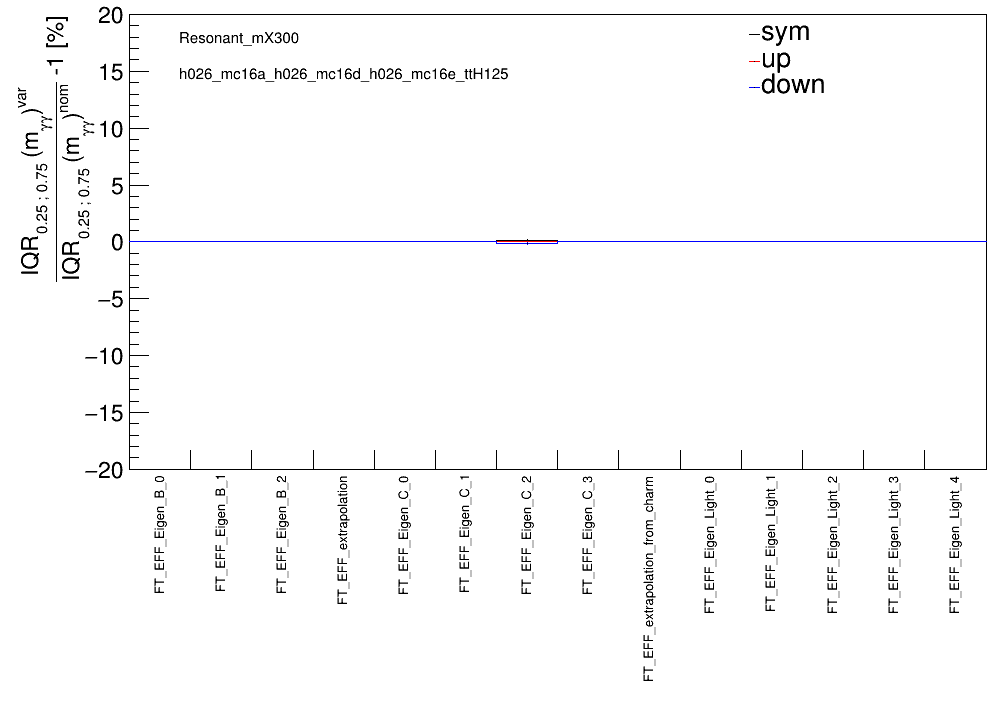 IQR0.25 ; 0.75 (mγγ)var
IQR0.25 ; 0.75 (mγγ)nom -1 [%]
20
15
10
5
0
−5
−10
−15
−20
Resonant_mX300
h026_mc16a_h026_mc16d_h026_mc16e_ttH125
sym
up
down
FT_EFF_Eigen_B_0
FT_EFF_Eigen_B_1
FT_EFF_Eigen_B_2
FT_EFF_extrapolation
FT_EFF_Eigen_C_0
FT_EFF_Eigen_C_1
FT_EFF_Eigen_C_2
FT_EFF_Eigen_C_3
FT_EFF_extrapolation_from_charm
FT_EFF_Eigen_Light_0
FT_EFF_Eigen_Light_1
FT_EFF_Eigen_Light_2
FT_EFF_Eigen_Light_3
FT_EFF_Eigen_Light_4